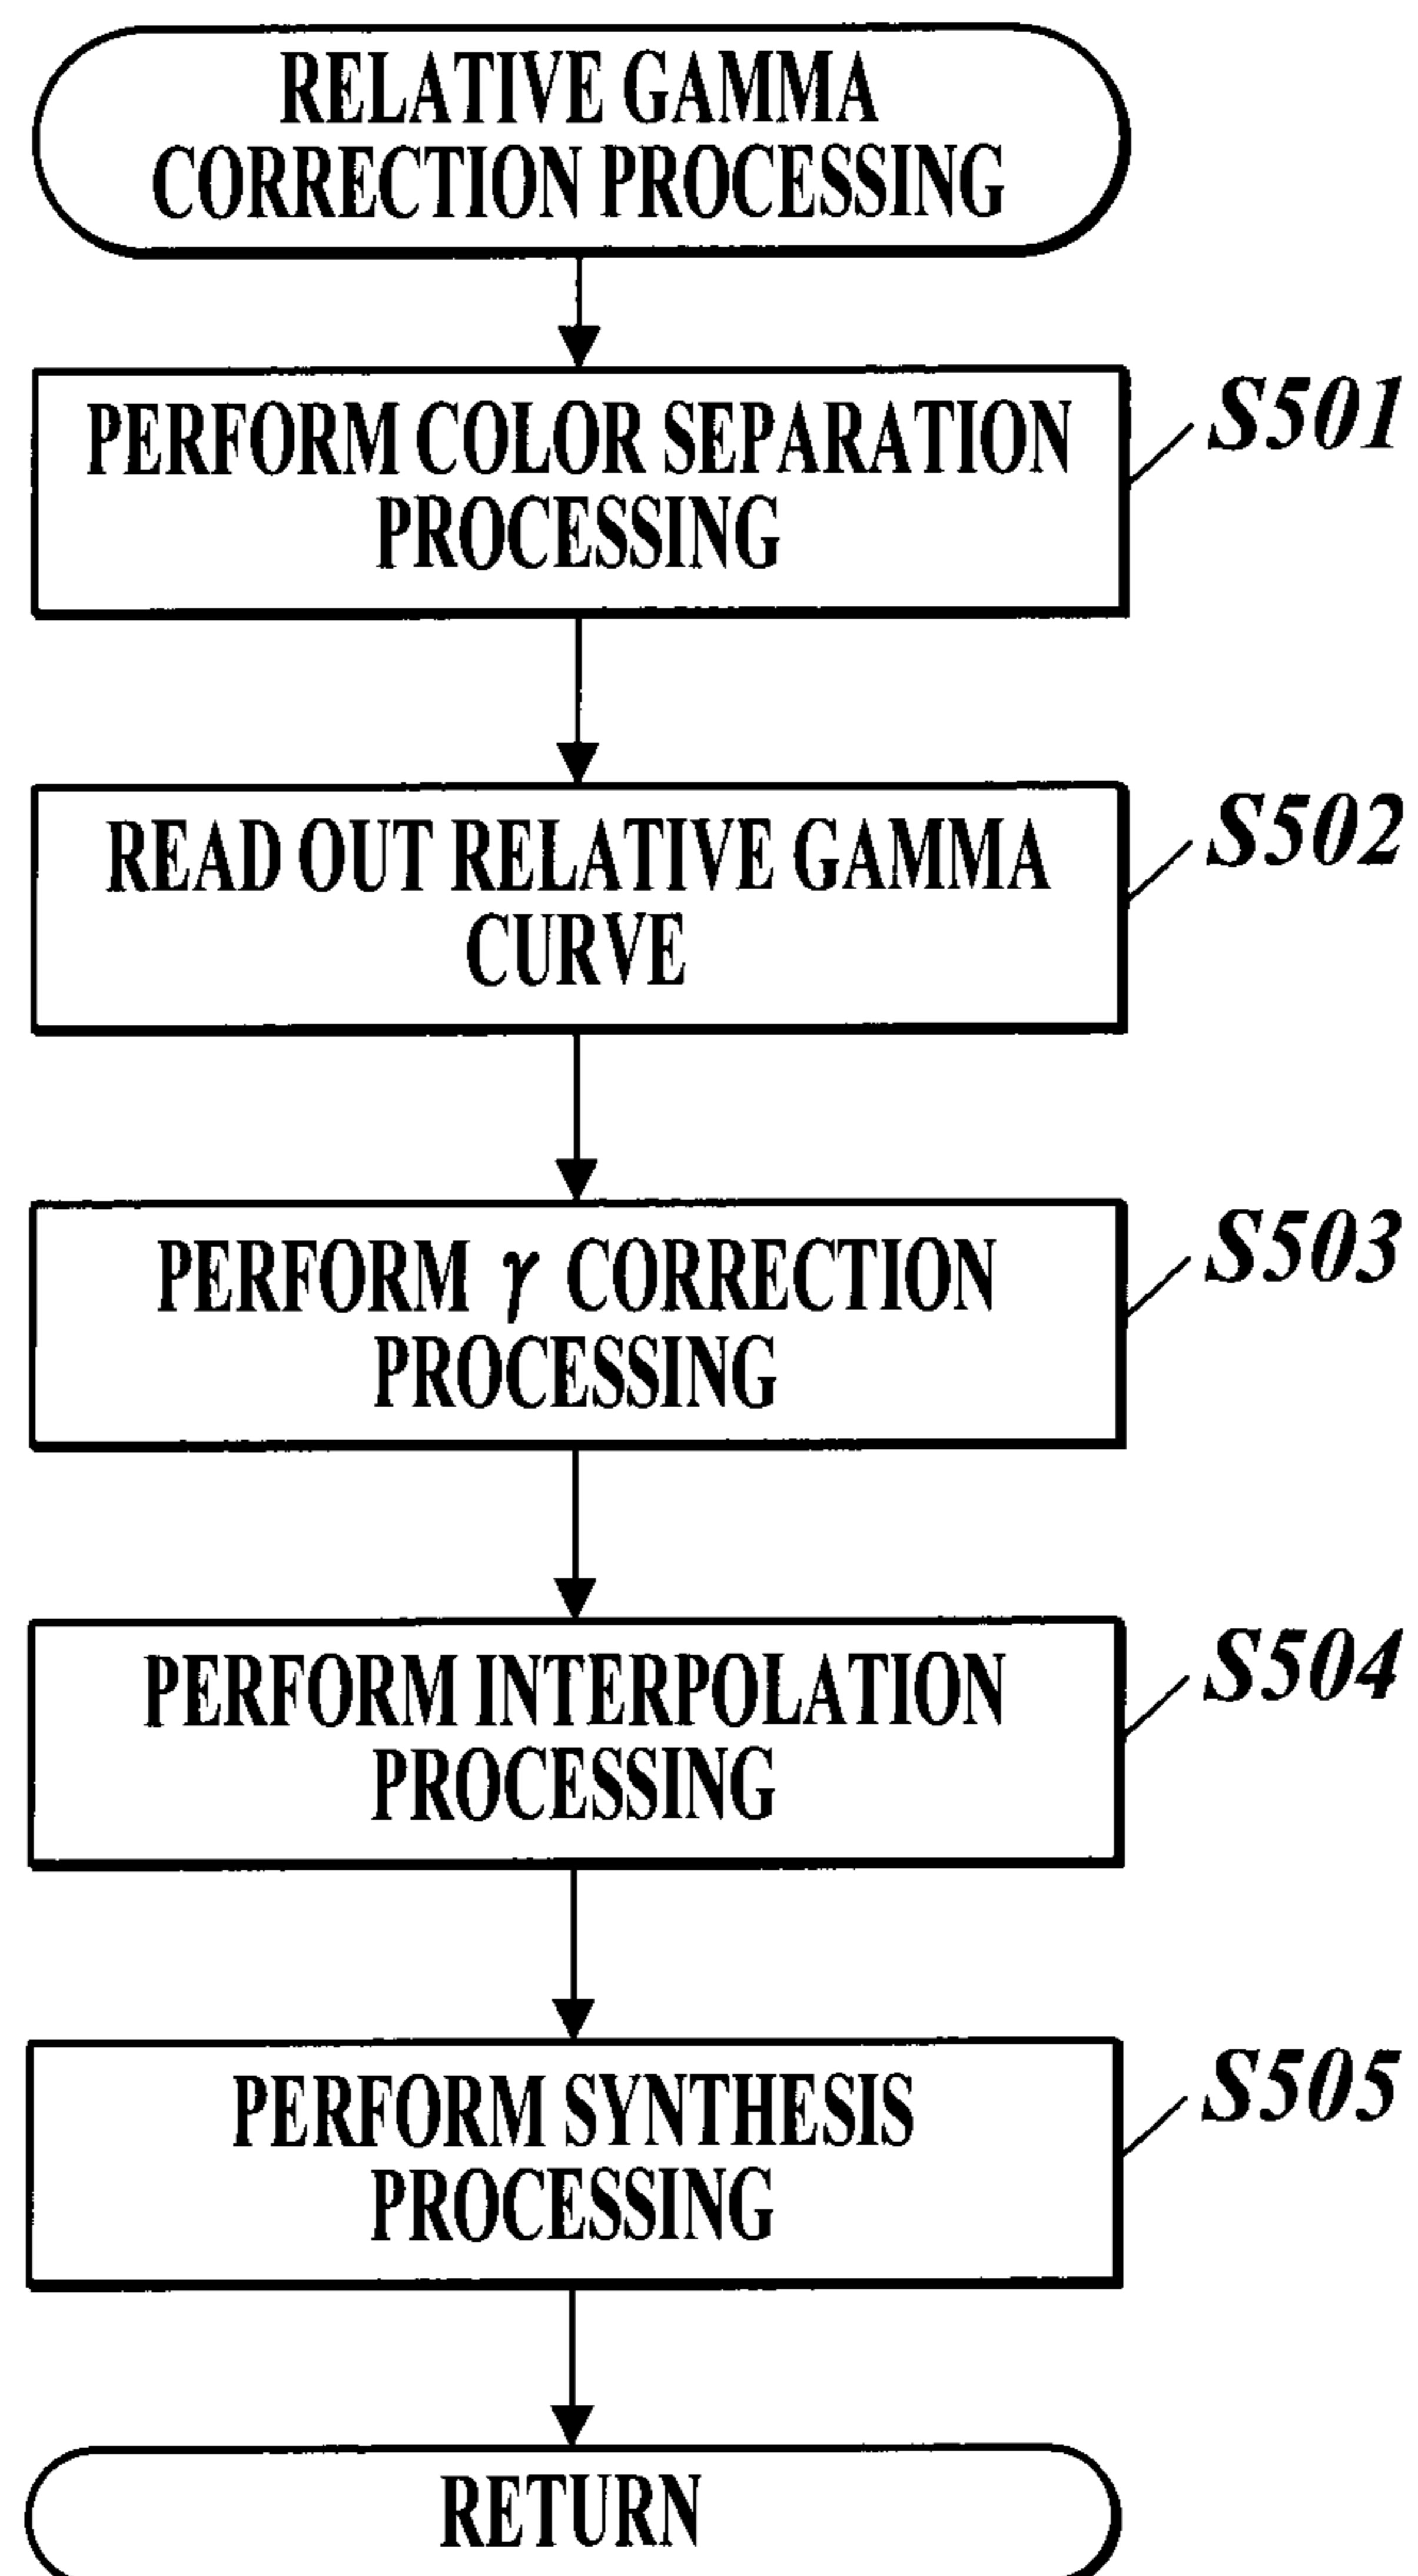 RELATIVE GAMMA
CORRECTION PROCESSING
PERFORM COLOR SEPARATION
PROCESSING
S501
READ OUT RELATIVE GAMMA
CURVE
S502
PERFORM γ CORRECTION
PROCESSING
S503
PERFORM INTERPOLATION
PROCESSING
S504
PERFORM SYNTHESIS
PROCESSING
S505
RETURN